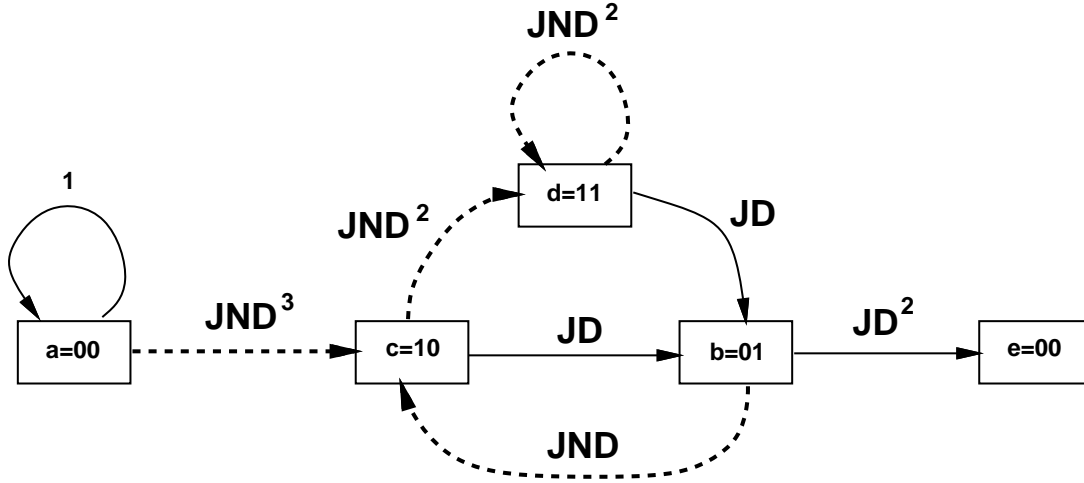 JND²
1
d=11
JND²
JD
JND³
JD
JD²
a=00
c=10
b=01
e=00
JND